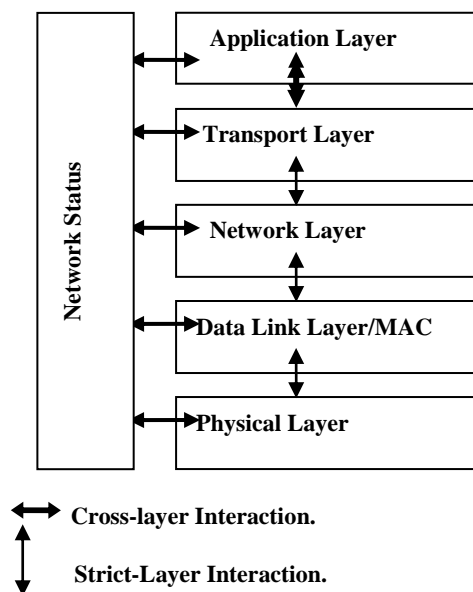 Network Status
Application Layer
Transport Layer
Network Layer
Data Link Layer/MAC
Physical Layer
Cross-layer Interaction.
Strict-Layer Interaction.